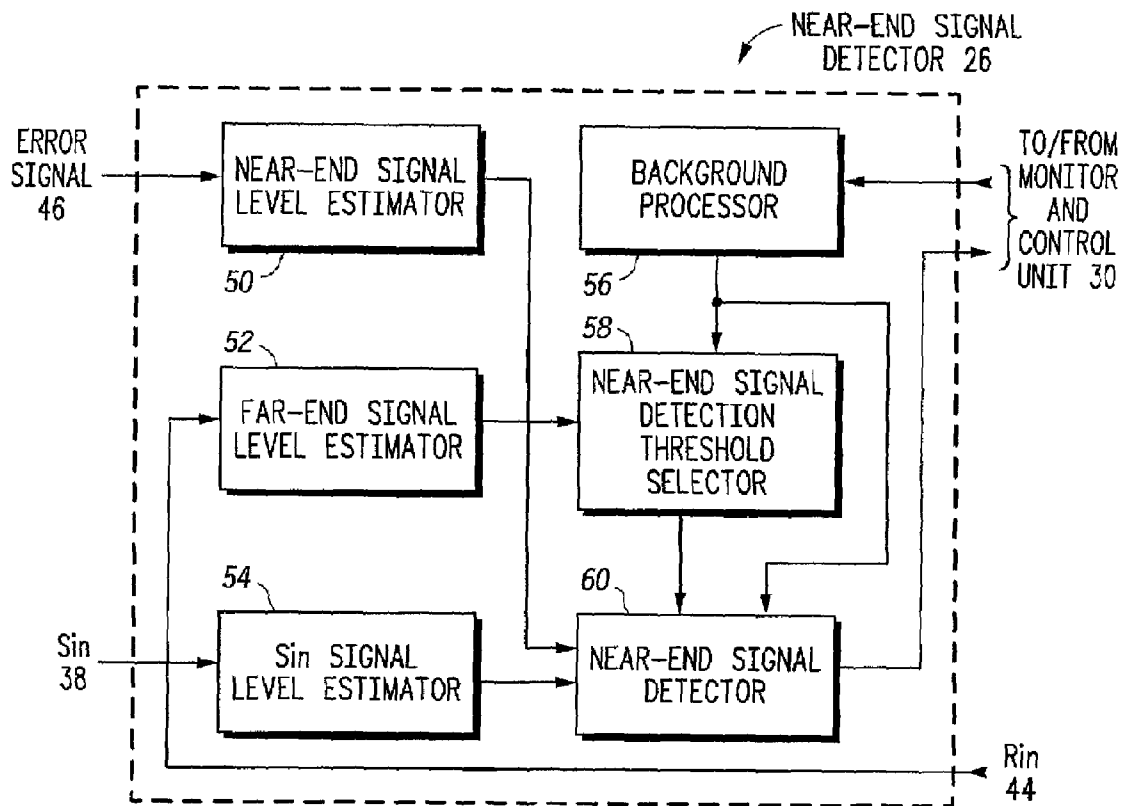 NEAR-END SIGNAL
DETECTOR 26
ERROR
SIGNAL
46
NEAR-END SIGNAL
LEVEL ESTIMATOR
50
BACKGROUND
PROCESSOR
56
TO/FROM
MONITOR
AND
CONTROL
UNIT 30
52
FAR-END SIGNAL
LEVEL ESTIMATOR
58
NEAR-END SIGNAL
DETECTION
THRESHOLD
SELECTOR
Sin
38
54
Sin SIGNAL
LEVEL ESTIMATOR
60
NEAR-END SIGNAL
DETECTOR
Rin
44